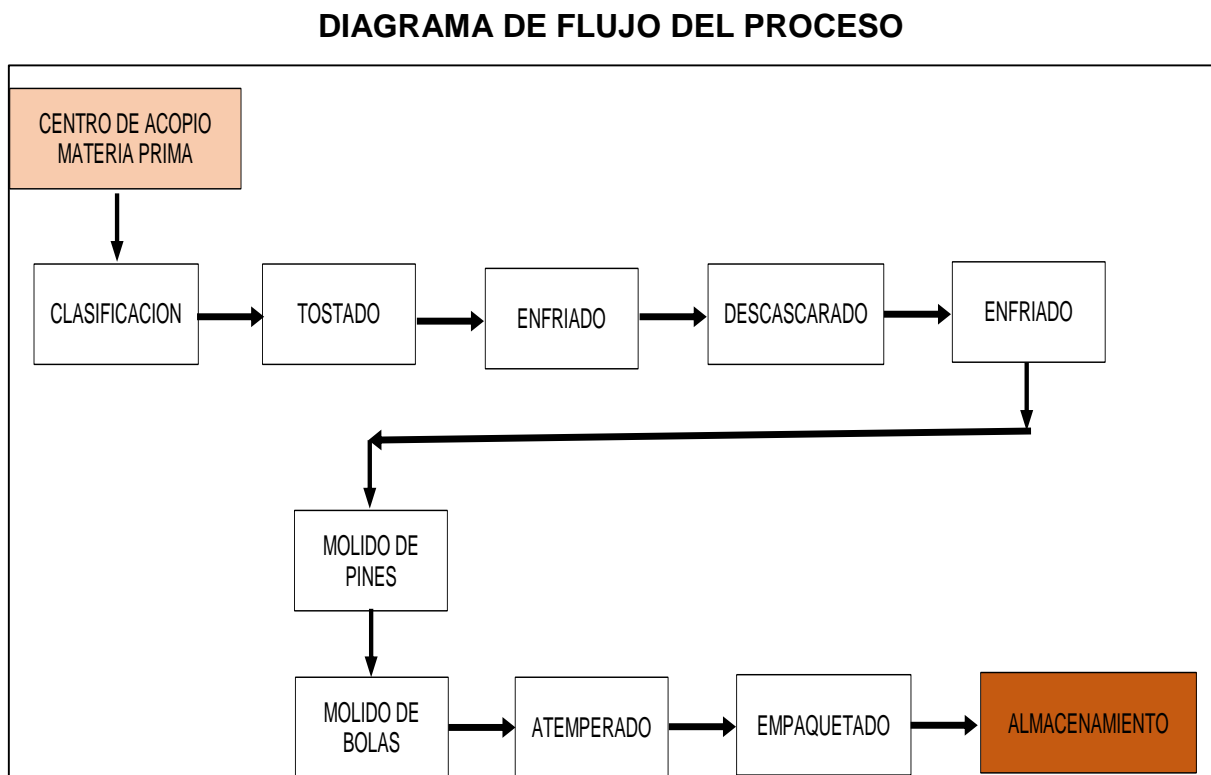 DIAGRAMA DE FLUJO DEL PROCESO
CENTRO DE ACOPIO
MATERIA PRIMA
CLASIFICACION
TOSTADO
ENFRIADO
DESCASCARADO
ENFRIADO
MOLIDO DE
PINES
MOLIDO DE
BOLAS
ATEMPERADO
EMPAQUETADO
ALMACENAMIENTO